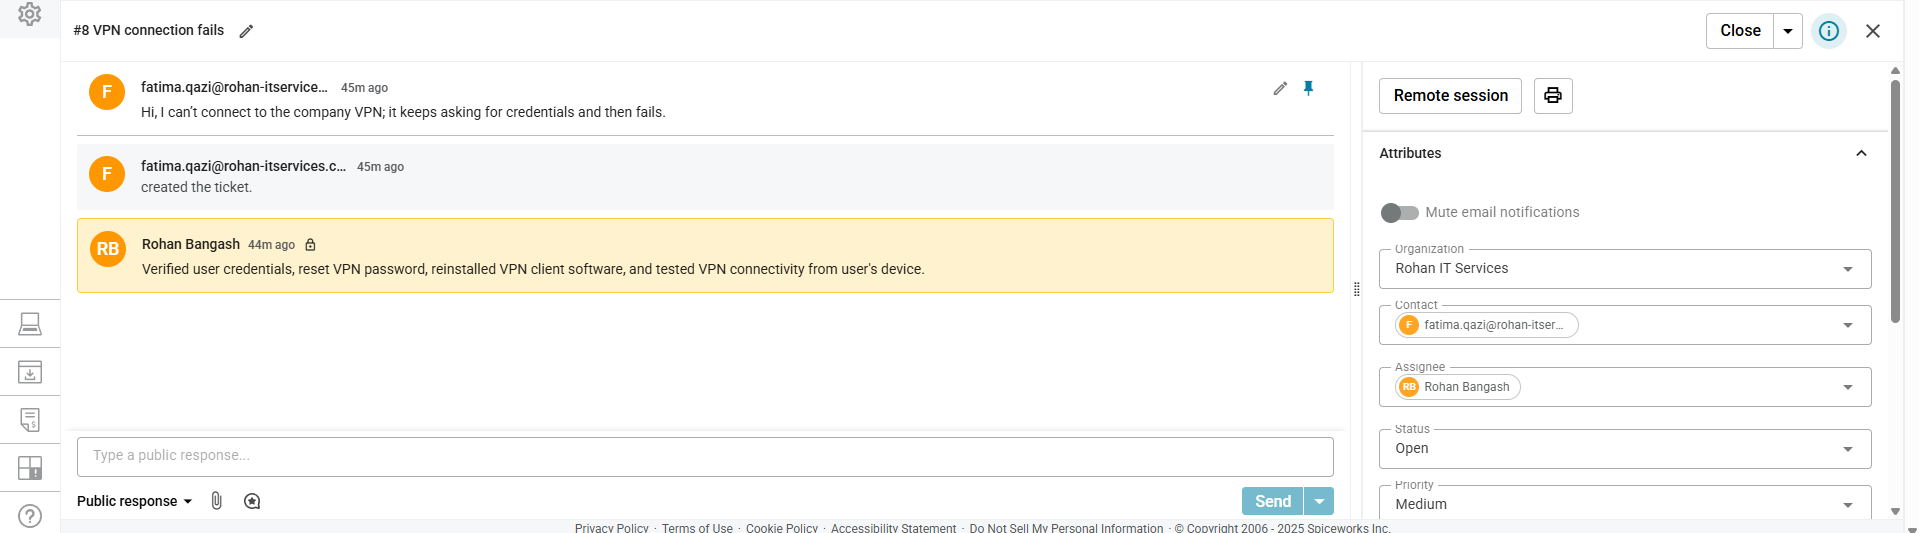 #8 VPN connection fails
Close
F fatima.qazi@rohan-itservice... 45m ago
Hi, I can’t connect to the company VPN; it keeps asking for credentials and then fails.
F fatima.qazi@rohan-itservices.c... 45m ago
created the ticket.
RB Rohan Bangash 44m ago
Verified user credentials, reset VPN password, reinstalled VPN client software, and tested VPN connectivity from user's device.
Type a public response...
Public response
Send
Remote session
Attributes
Mute email notifications
Organization
Rohan IT Services
Contact
F fatima.qazi@rohan-itser...
Assignee
RB Rohan Bangash
Status
Open
Priority
Medium
Privacy Policy · Terms of Use · Cookie Policy · Accessibility Statement · Do Not Sell My Personal Information · © Copyright 2006 - 2025 Spiceworks Inc.